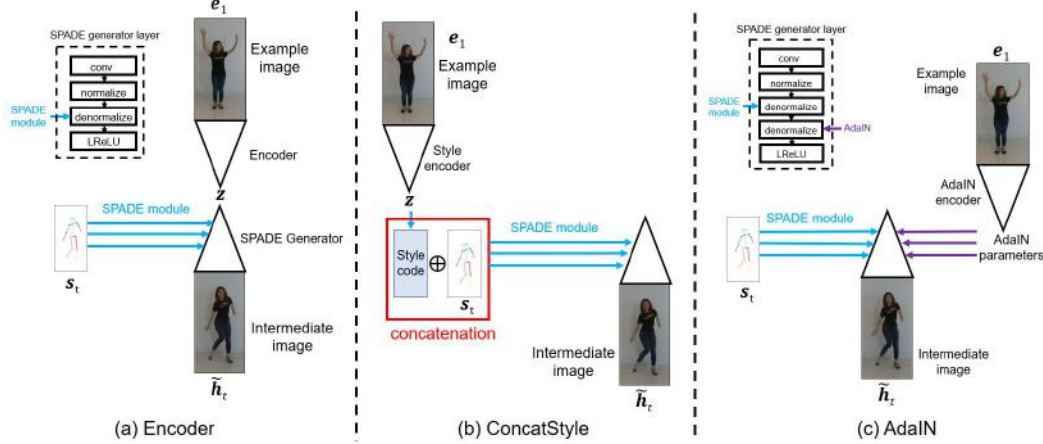 e1
SPADE generator layer
conv
normalize
denormalize
LReLU
SPADE
module
Example
image
Encoder
z
SPADE module
SPADE Generator
st
Intermediate
image
h̃t
(a) Encoder
e1
Example
image
Style
encoder
z
SPADE module
Style
code
⊕
st
concatenation
Intermediate
image
h̃t
(b) ConcatStyle
SPADE generator layer
conv
normalize
denormalize
denormalize
LReLU
SPADE
module
AdaIN
e1
Example
image
AdaIN
encoder
SPADE module
AdaIN
parameters
st
Intermediate
image
h̃t
(c) AdaIN